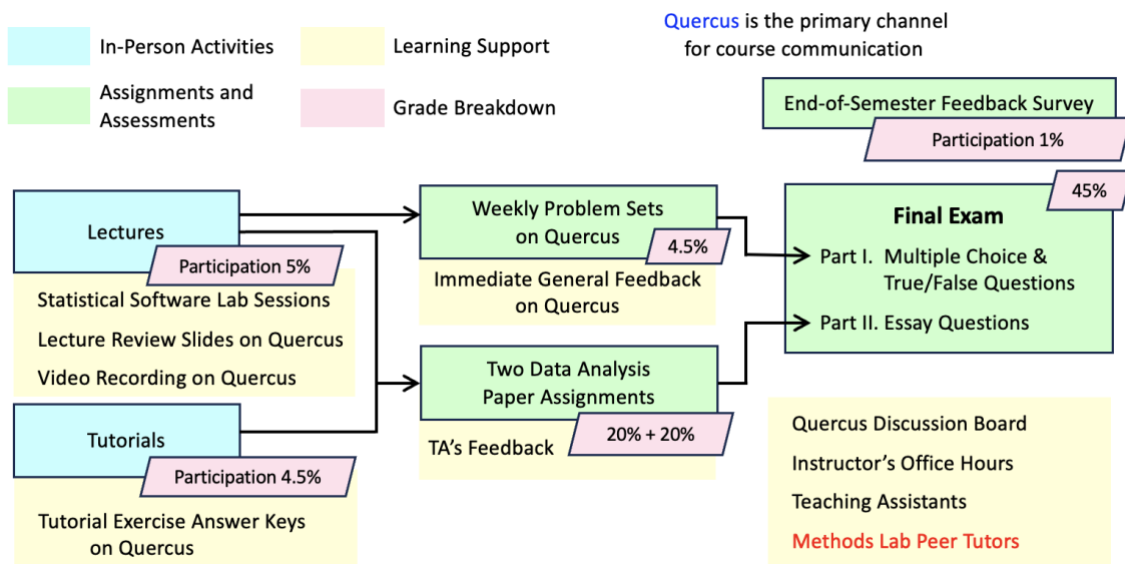 Quercus is the primary channel
for course communication
In-Person Activities
Learning Support
Assignments and
Assessments
Grade Breakdown
End-of-Semester Feedback Survey
Participation 1%
Lectures
Participation 5%
Statistical Software Lab Sessions
Lecture Review Slides on Quercus
Video Recording on Quercus
Tutorials
Participation 4.5%
Tutorial Exercise Answer Keys
on Quercus
Weekly Problem Sets
on Quercus
4.5%
Immediate General Feedback
on Quercus
Two Data Analysis
Paper Assignments
20% + 20%
TA’s Feedback
45%
Final Exam
Part I. Multiple Choice &
True/False Questions
Part II. Essay Questions
Quercus Discussion Board
Instructor’s Office Hours
Teaching Assistants
Methods Lab Peer Tutors